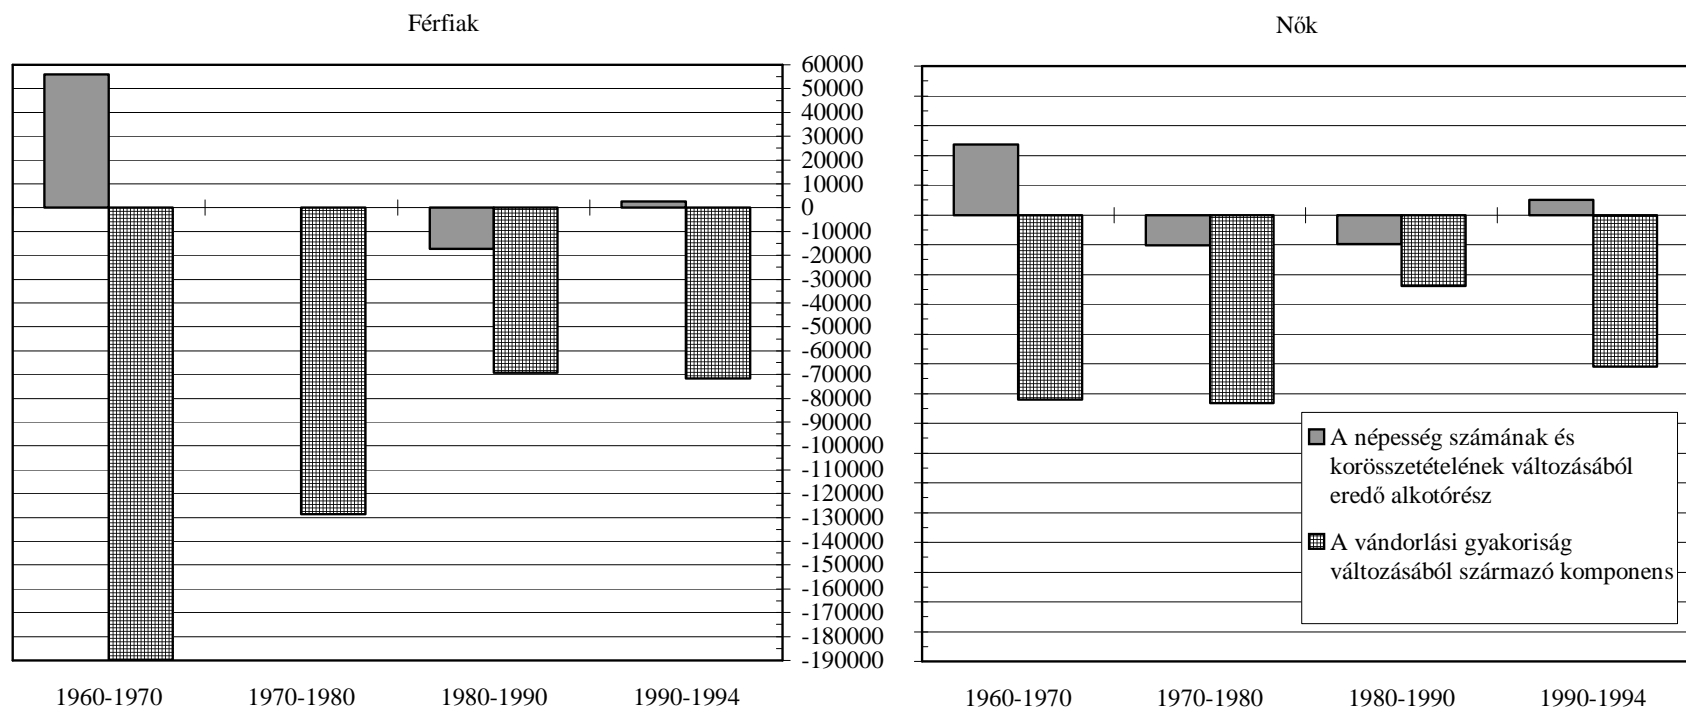 Férfiak
Nők
60000
50000
40000
30000
20000
10000
0
-10000
-20000
-30000
-40000
-50000
-60000
-70000
-80000
-90000
-100000
-110000
-120000
-130000
-140000
-150000
-160000
-170000
-180000
-190000
1960-1970 1970-1980 1980-1990 1990-1994
1960-1970 1970-1980 1980-1990 1990-1994
A népesség számának és
korösszetételének változásából
eredő alkotórész
A vándorlási gyakoriság
változásából származó komponens